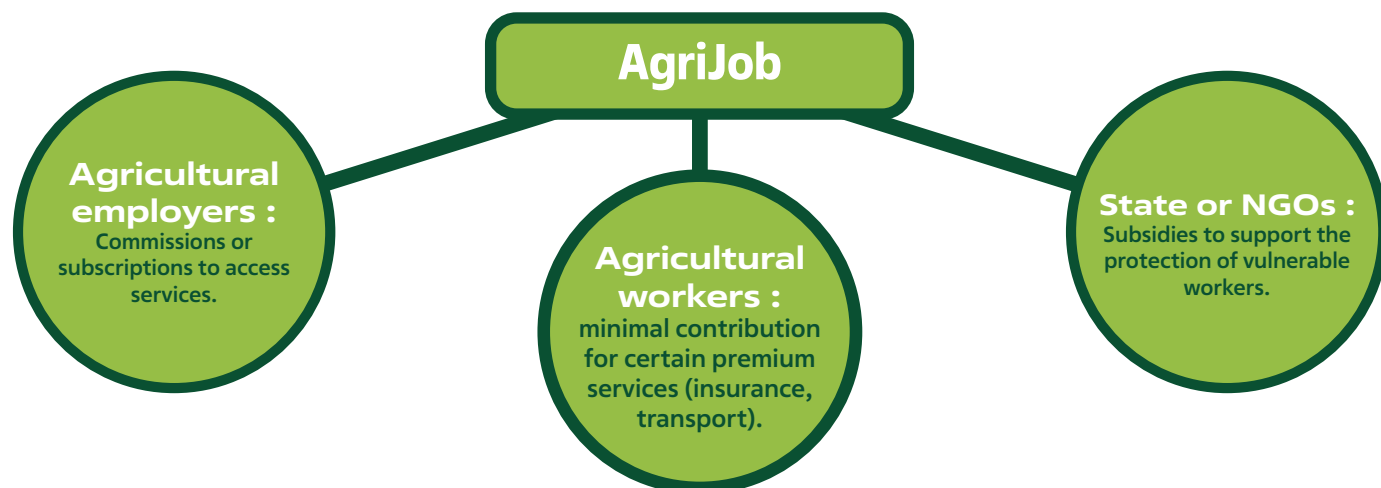 AgriJob
Agricultural
employers :
Commissions or
subscriptions to access
services.
Agricultural
workers :
minimal contribution
for certain premium
services (insurance,
transport).
State or NGOs :
Subsidies to support the
protection of vulnerable
workers.